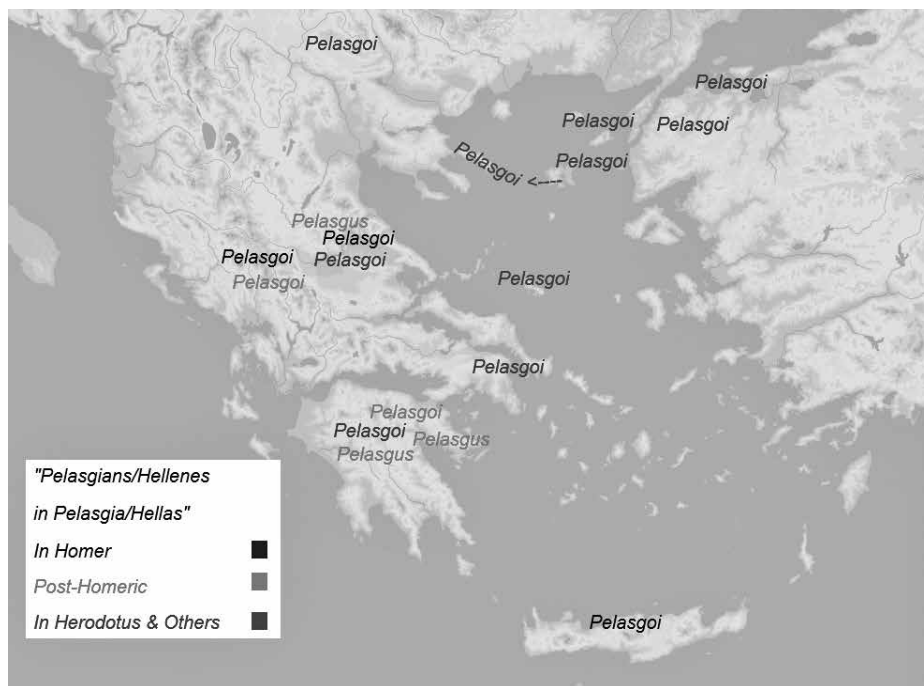 Pelasgoi
Pelasgoi
Pelasgoi
Pelasgoi
Pelasgoi <----
Pelasgoi
Pelasgus
Pelasgoi
Pelasgoi
Pelasgoi
Pelasgoi
Pelasgoi
Pelasgoi
Pelasgoi
Pelasgoi
Pelasgus
Pelasgus
"Pelasgians/Hellenes
in Pelasgia/Hellas"
In Homer
Post-Homeric
In Herodotus & Others
Pelasgoi